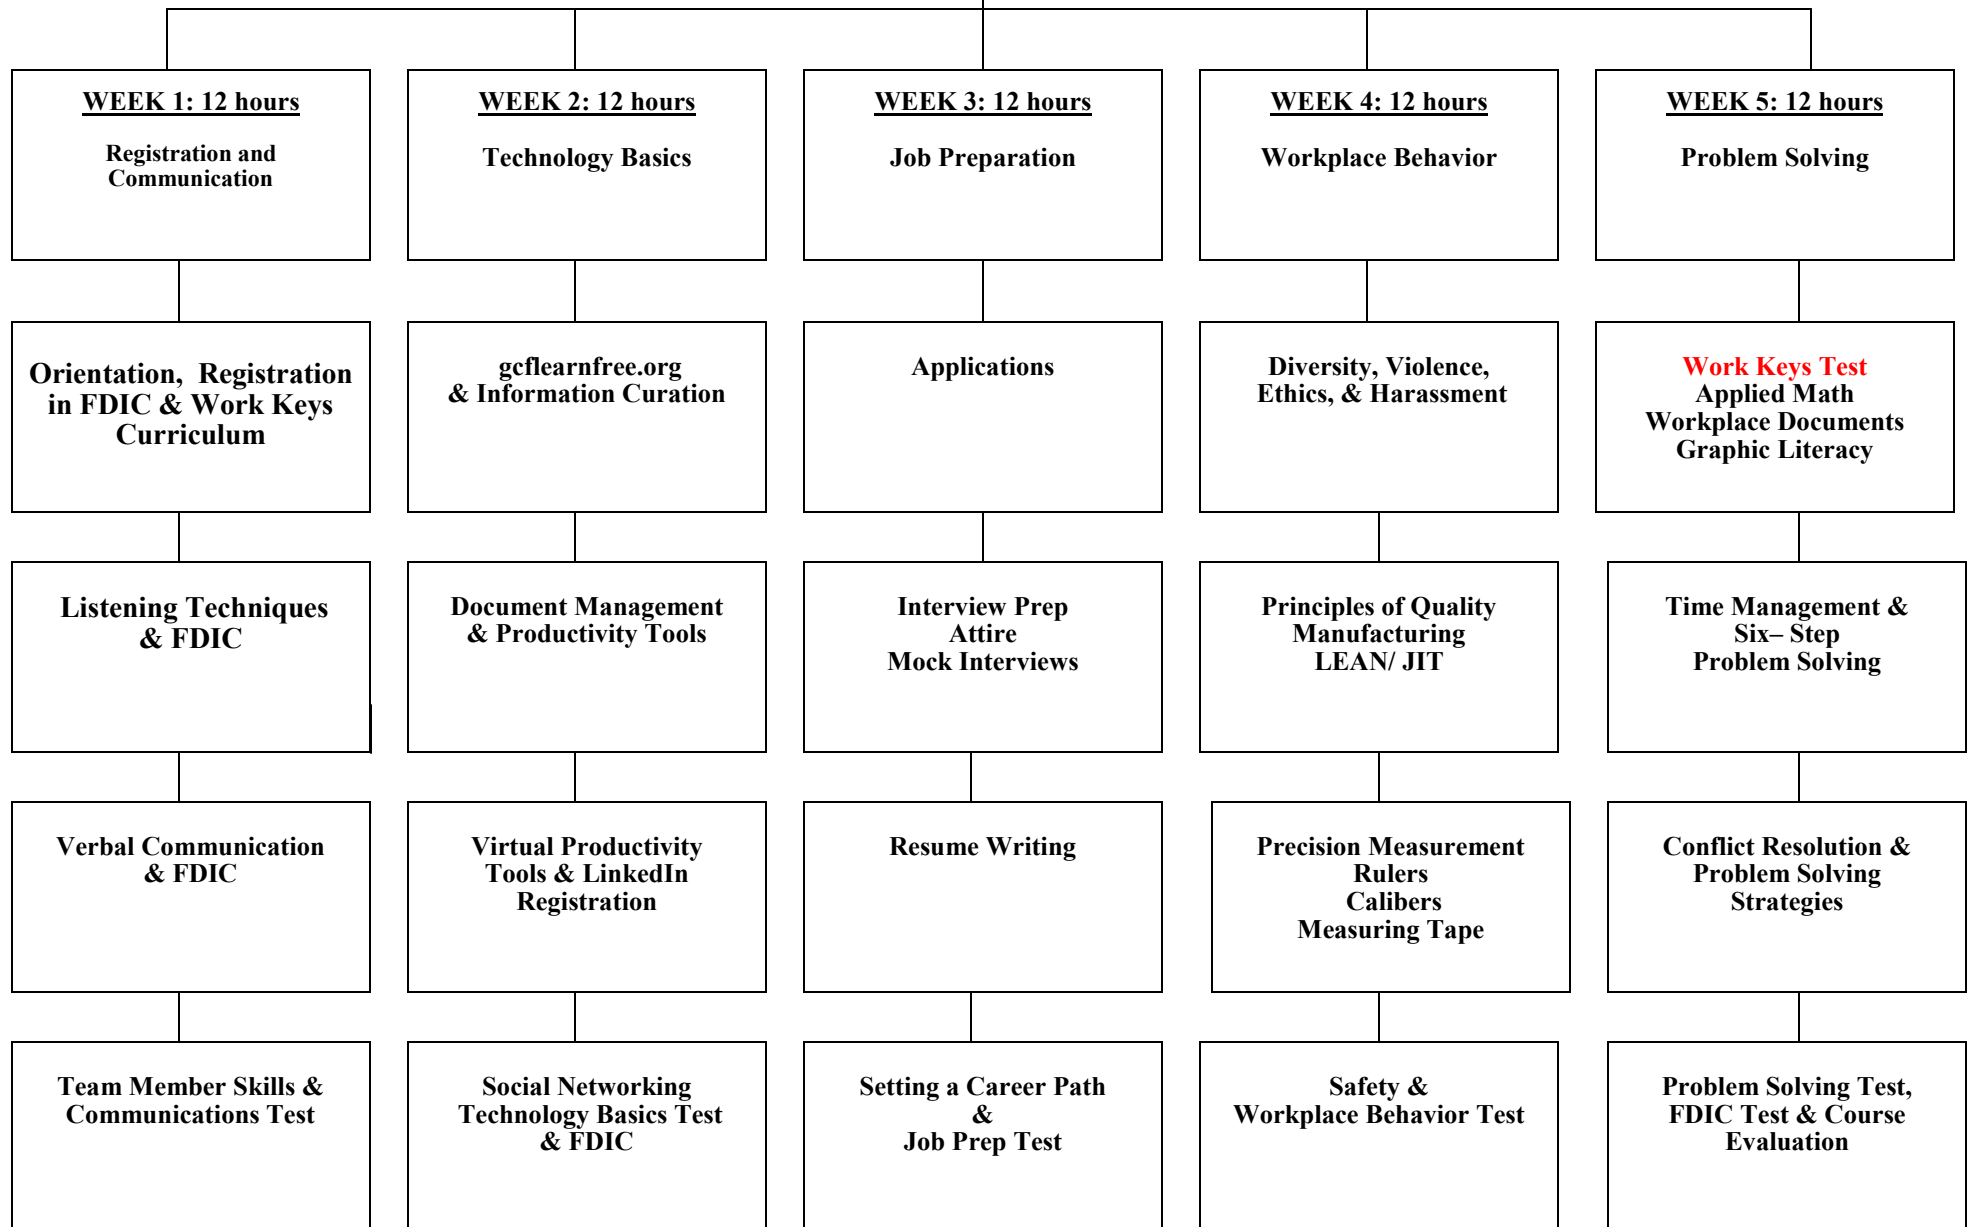 WEEK 1: 12 hours
Registration and
Communication
Orientation,  Registration
in FDIC & Work Keys
Curriculum
Listening Techniques
& FDIC
Verbal Communication
& FDIC
Team Member Skills &
Communications Test
WEEK 2: 12 hours
Technology Basics
gcflearnfree.org
& Information Curation
Document Management
& Productivity Tools
Virtual Productivity
Tools & LinkedIn
Registration
Social Networking
Technology Basics Test
& FDIC
WEEK 3: 12 hours
Job Preparation
Applications
Interview Prep
Attire
Mock Interviews
Resume Writing
Setting a Career Path
&
Job Prep Test
WEEK 4: 12 hours
Workplace Behavior
Diversity, Violence,
Ethics, & Harassment
Principles of Quality
Manufacturing
LEAN/ JIT
Precision Measurement
Rulers
Calibers
Measuring Tape
Safety &
Workplace Behavior Test
WEEK 5: 12 hours
Problem Solving
Work Keys Test
Applied Math
Workplace Documents
Graphic Literacy
Time Management &
Six– Step
Problem Solving
Conflict Resolution &
Problem Solving
Strategies
Problem Solving Test,
FDIC Test & Course
Evaluation